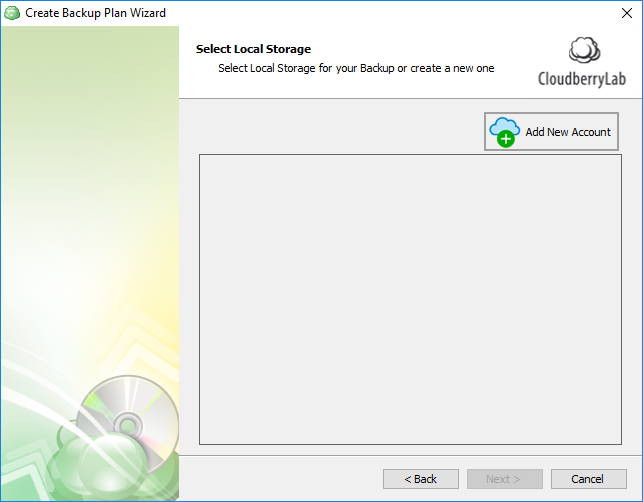 Create Backup Plan Wizard
Select Local Storage
Select Local Storage for your Backup or create a new one
CloudberryLab
Add New Account
< Back
Next >
Cancel